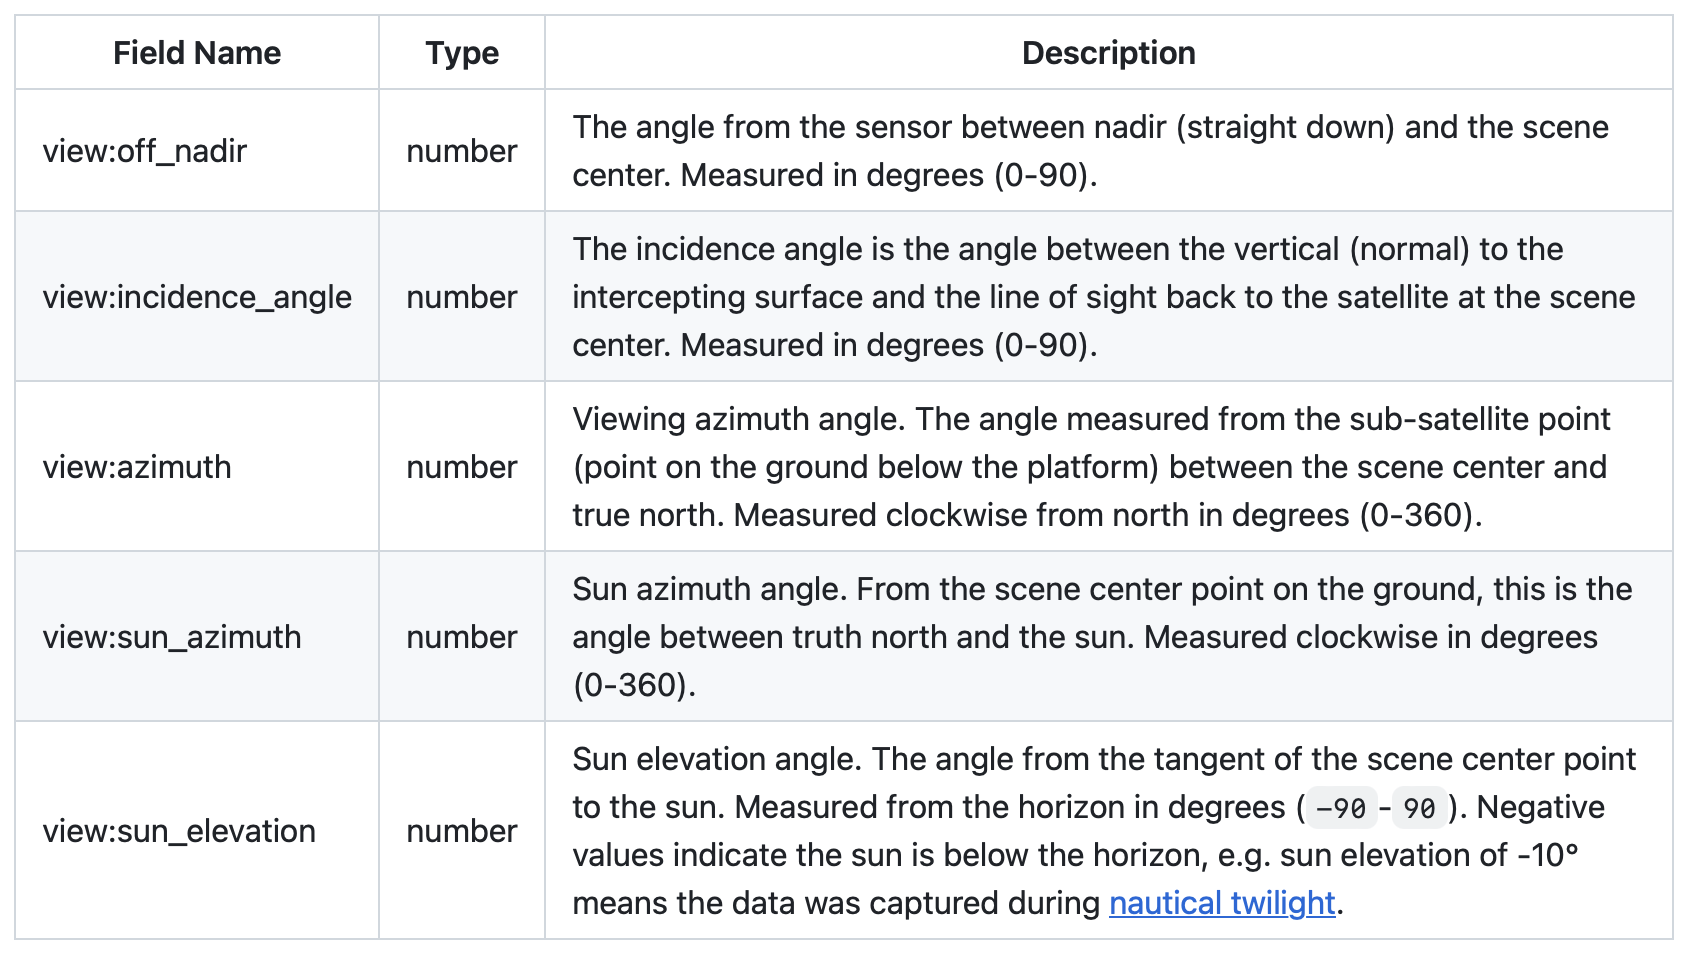 Field Name Type Description
view:off_nadir number The angle from the sensor between nadir (straight down) and the scene
center. Measured in degrees (0-90).
view:incidence_angle number The incidence angle is the angle between the vertical (normal) to the
intercepting surface and the line of sight back to the satellite at the scene
center. Measured in degrees (0-90).
view:azimuth number Viewing azimuth angle. The angle measured from the sub-satellite point
(point on the ground below the platform) between the scene center and
true north. Measured clockwise from north in degrees (0-360).
view:sun_azimuth number Sun azimuth angle. From the scene center point on the ground, this is the
angle between truth north and the sun. Measured clockwise in degrees
(0-360).
view:sun_elevation number Sun elevation angle. The angle from the tangent of the scene center point
to the sun. Measured from the horizon in degrees (-90-90). Negative
values indicate the sun is below the horizon, e.g. sun elevation of -10°
means the data was captured during nautical twilight.